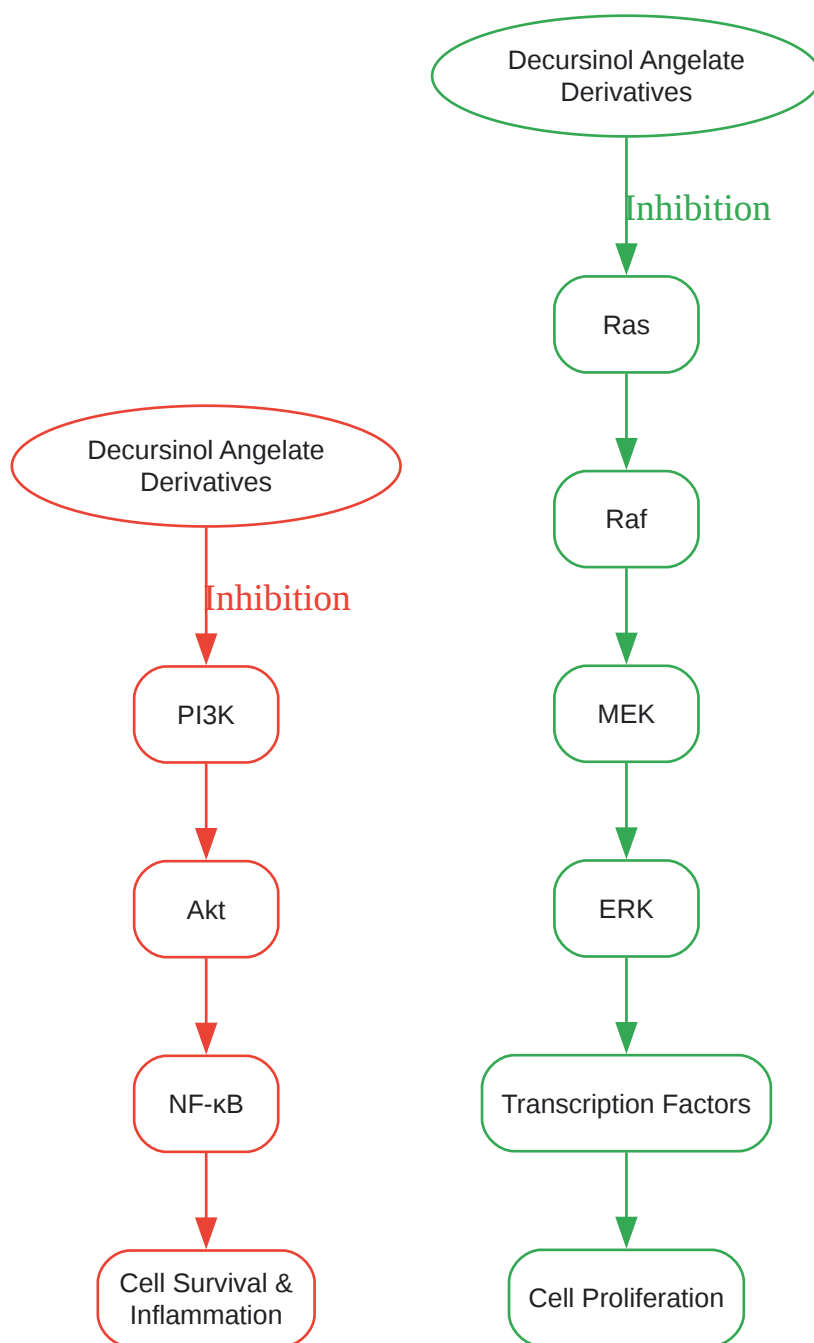 Decursinol Angelate
Derivatives
Inhibition
Ras
Raf
MEK
ERK
Transcription Factors
Cell Proliferation
Decursinol Angelate
Derivatives
Inhibition
PI3K
Akt
NF-κB
Cell Survival &
Inflammation